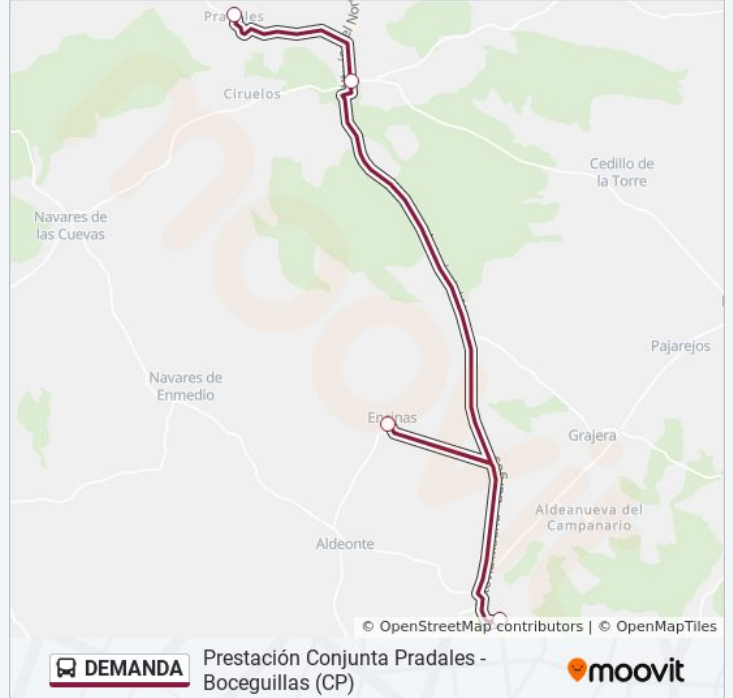 Pradales
Ciruelos
Cedillo de
la Torre
Navares de
las Cuevas
Pajarejos
Navares de
Enmedio
Encinas
Grajera
Aldeanueva del
Campanario
Aldeonte
© OpenStreetMap contributors | © OpenMapTiles
DEMANDA
Prestación Conjunta Pradales -
Boceguillas (CP)
moovit